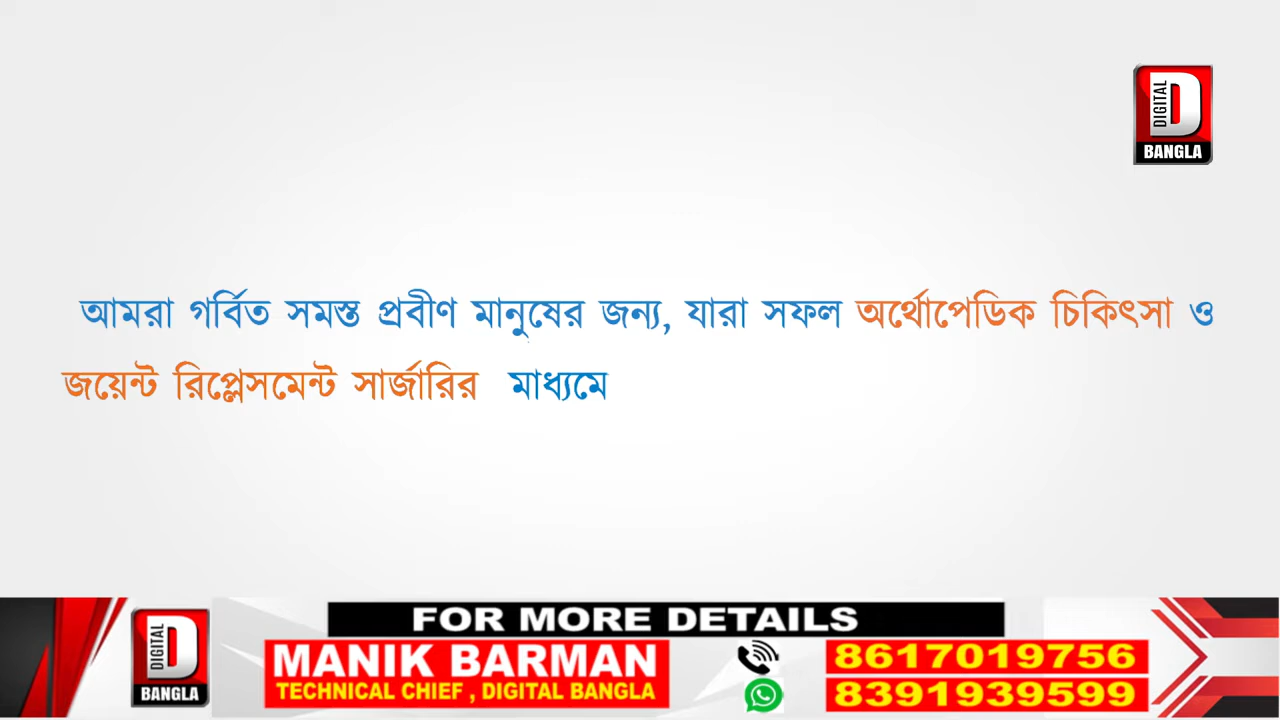 DIGITAL
D
BANGLA
আমরা গর্বিত সমস্ত প্রবীণ মানুষের জন্য, যারা সফল অর্থোপেডিক চিকিৎসা ও
জয়েন্ট রিপ্লেসমেন্ট সার্জারির মাধ্যমে
DIGITAL
D
BANGLA
FOR MORE DETAILS
MANIK BARMAN
TECHNICAL CHIEF , DIGITAL BANGLA
8617019756
8391939599